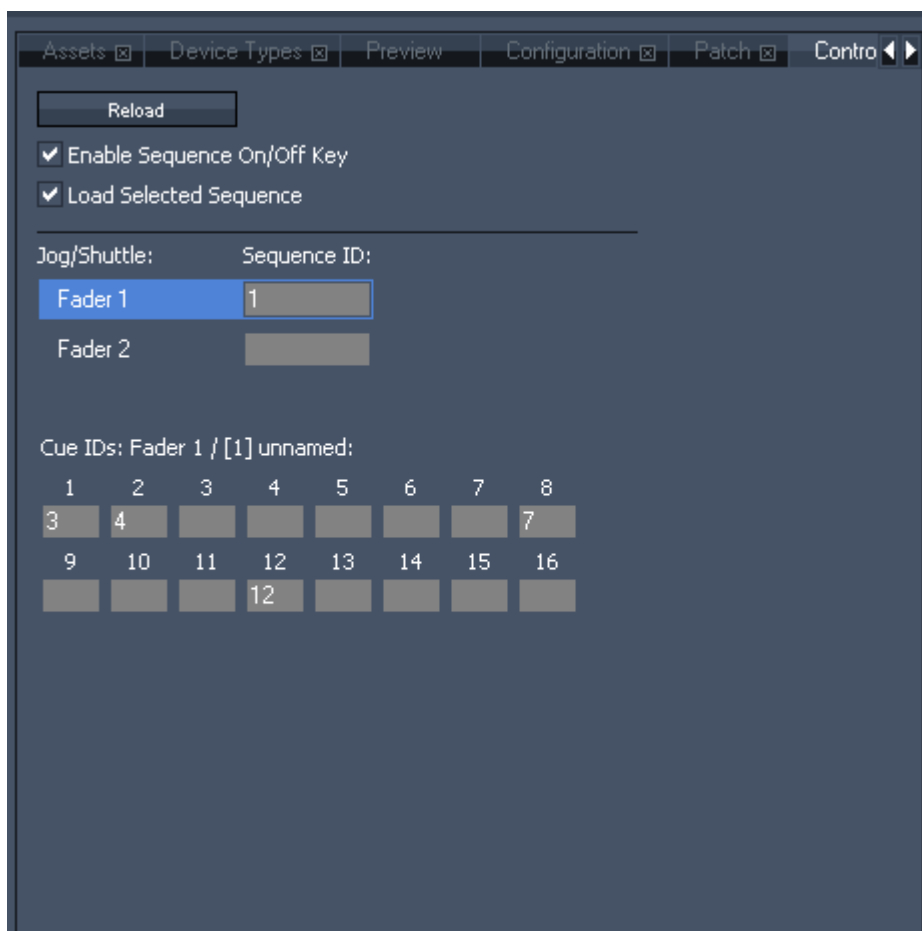 Assets Device Types Preview Configuration Patch Contro
Reload
Enable Sequence On/Off Key
Load Selected Sequence
Jog/Shuttle: Sequence ID:
Fader 1 1
Fader 2
Cue IDs: Fader 1 / [1] unnamed:
1 2 3 4 5 6 7 8
3 4 7
9 10 11 12 13 14 15 16
12